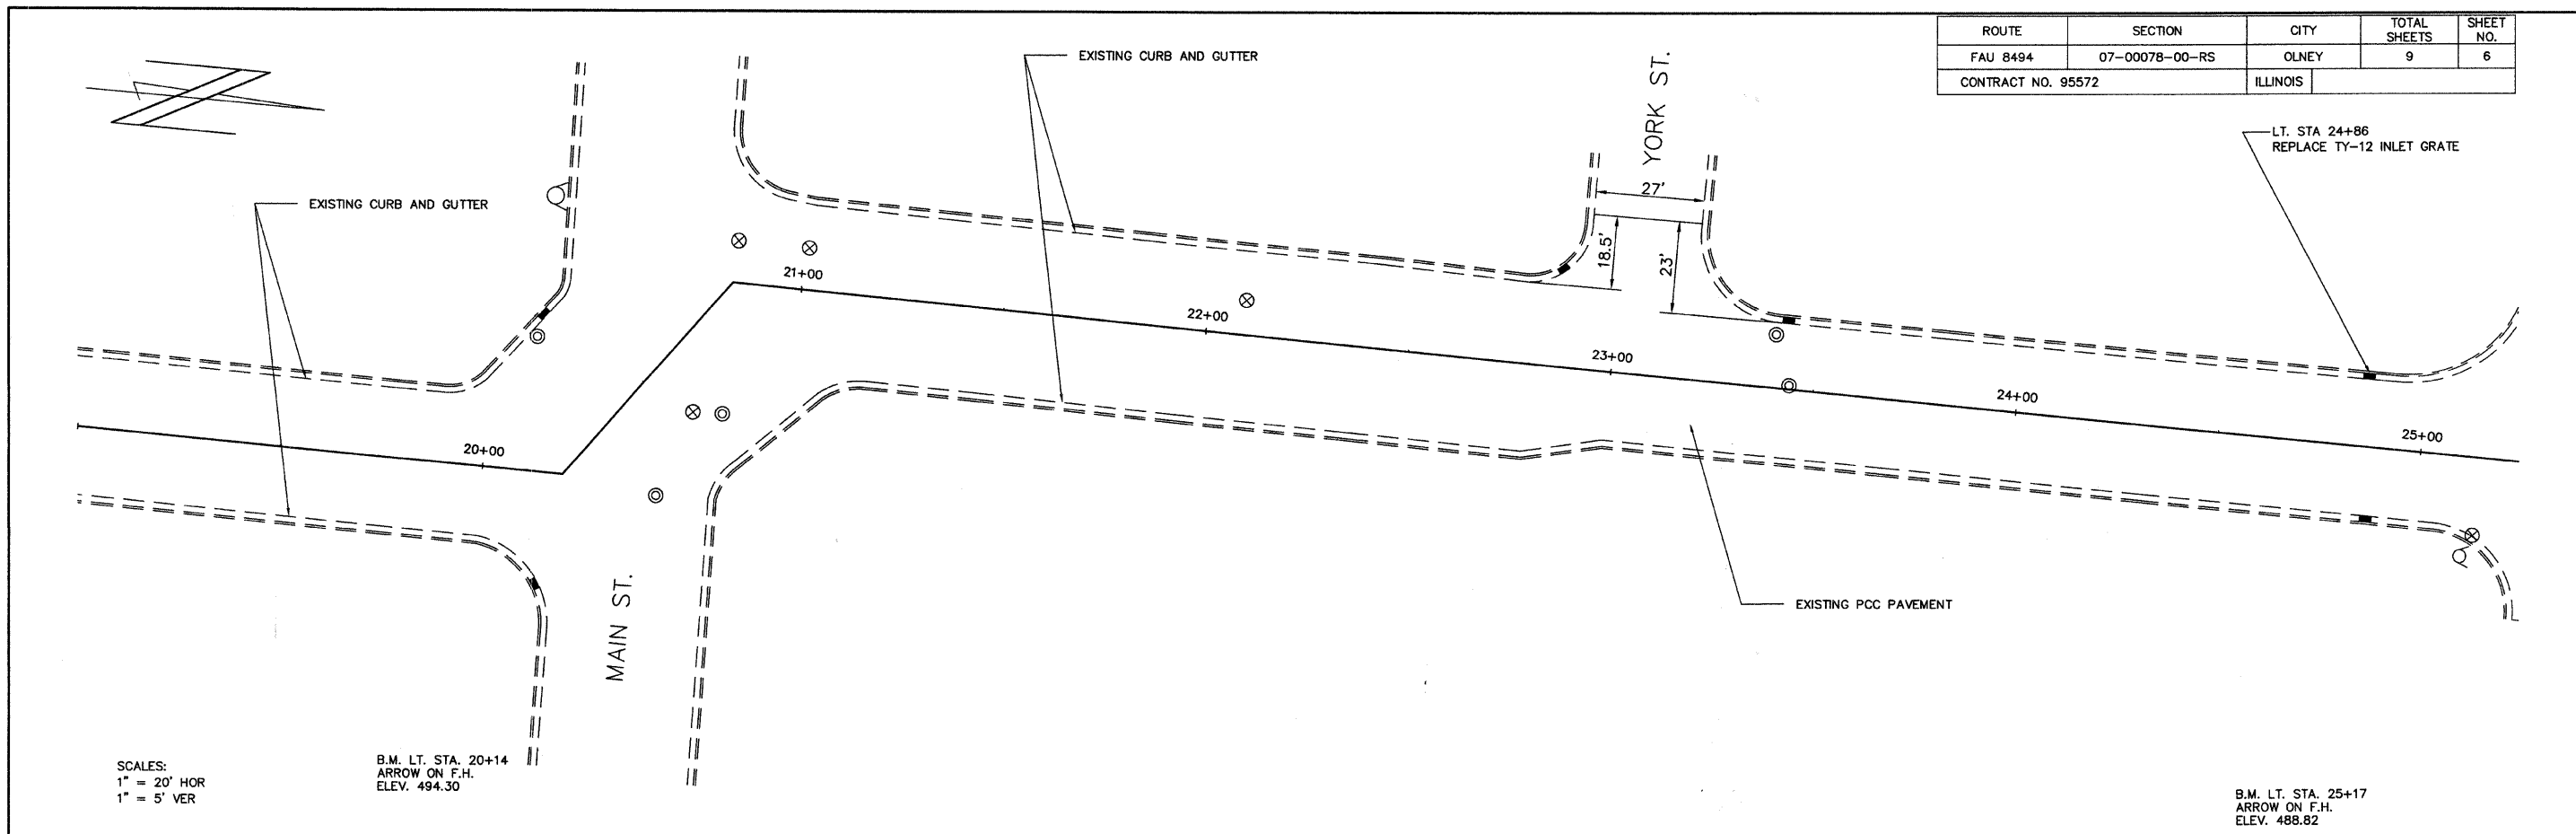 ROUTE SECTION CITY TOTAL SHEETS SHEET NO.
FAU 8494 07-00078-00-RS OLNEY 9 6
CONTRACT NO. 95572 ILLINOIS
EXISTING CURB AND GUTTER
YORK ST.
LT. STA 24+86
REPLACE TY-12 INLET GRATE
EXISTING CURB AND GUTTER
27'
18.5'
23'
21+00
22+00
23+00
24+00
25+00
20+00
MAIN ST.
EXISTING PCC PAVEMENT
SCALES:
1" = 20' HOR
1" = 5' VER
B.M. LT. STA. 20+14
ARROW ON F.H.
ELEV. 494.30
B.M. LT. STA. 25+17
ARROW ON F.H.
ELEV. 488.82